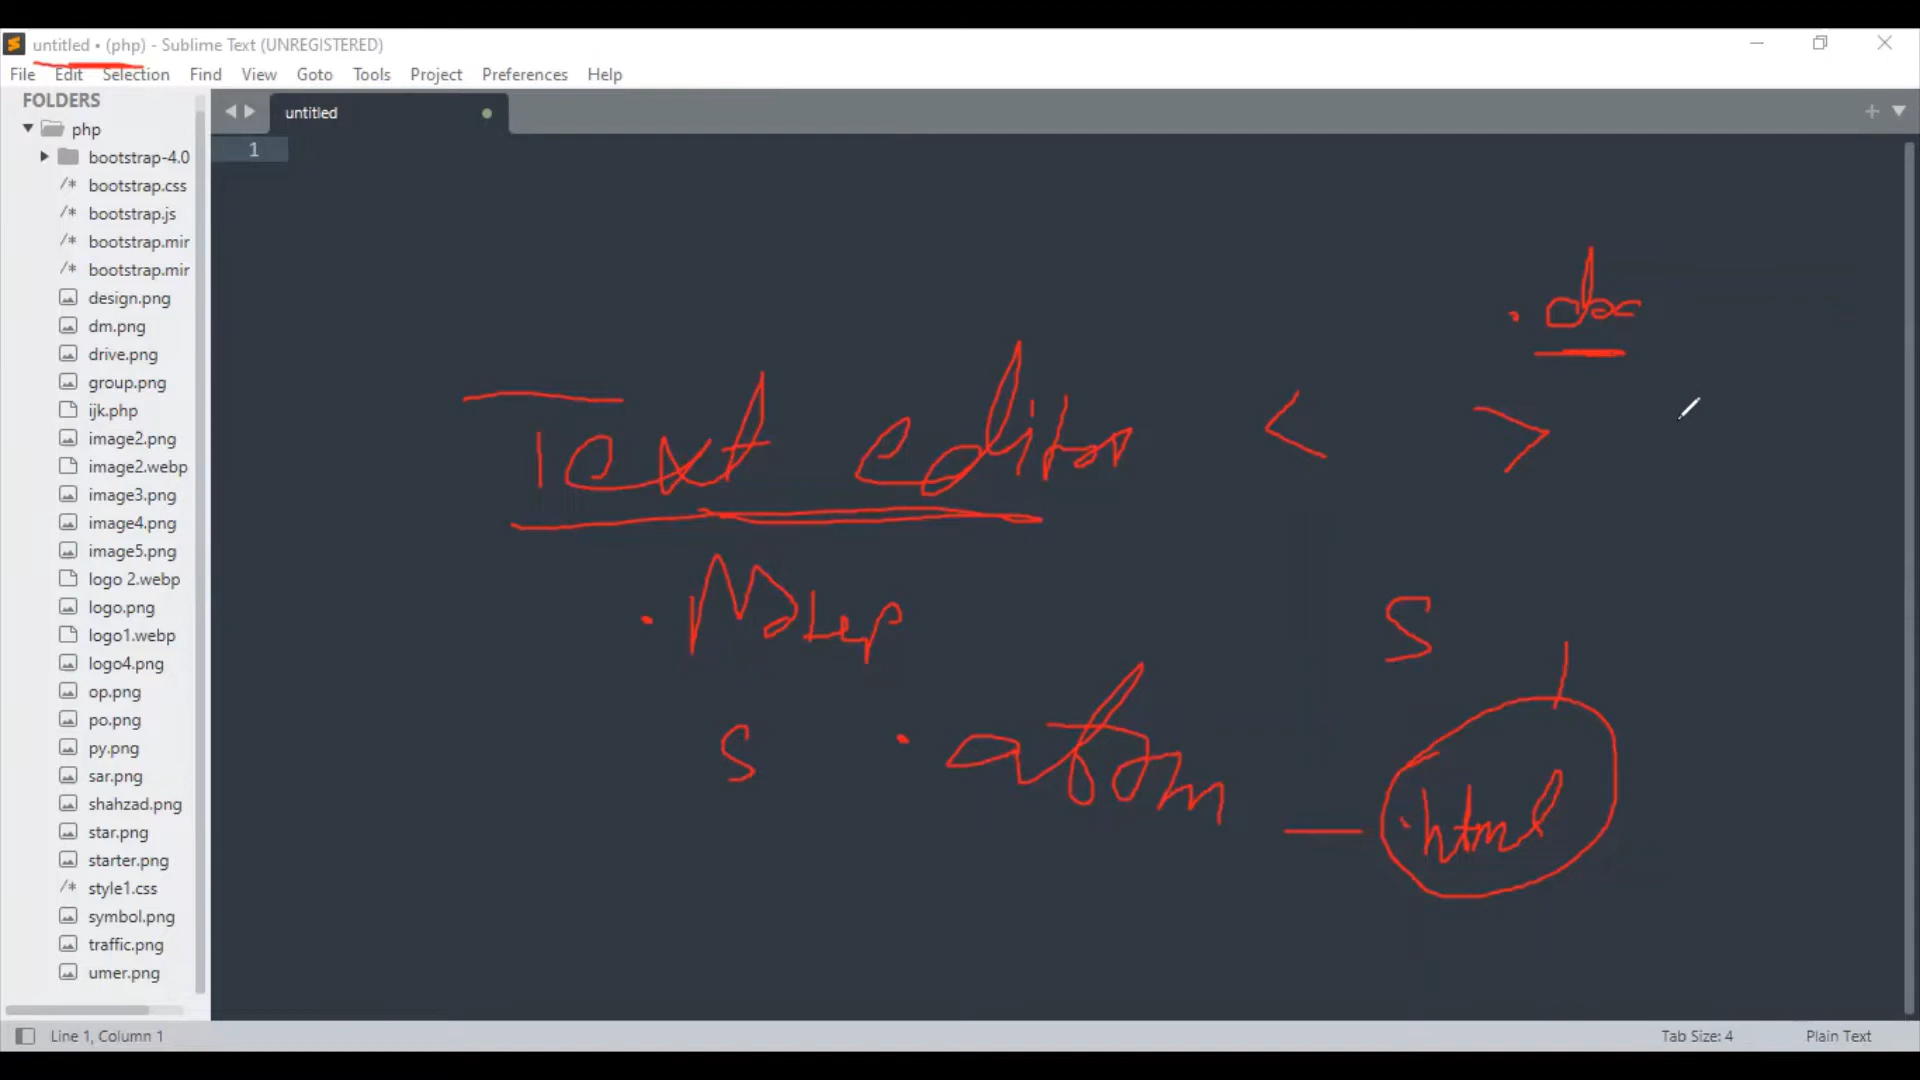 untitled • (php) - Sublime Text (UNREGISTERED)
File Edit Selection Find View Goto Tools Project Preferences Help
FOLDERS
php
bootstrap-4.0
bootstrap.css
bootstrap.js
bootstrap.mir
bootstrap.mir
design.png
dm.png
drive.png
group.png
ijk.php
image2.png
image2.webp
image3.png
image4.png
image5.png
logo 2.webp
logo.png
logo1.webp
logo4.png
op.png
po.png
py.png
sar.png
shahzad.png
star.png
starter.png
style1.css
symbol.png
traffic.png
umer.png
untitled
1
. doc
Text editor < >
S
S . atom
.html
Line 1, Column 1
Tab Size: 4 Plain Text